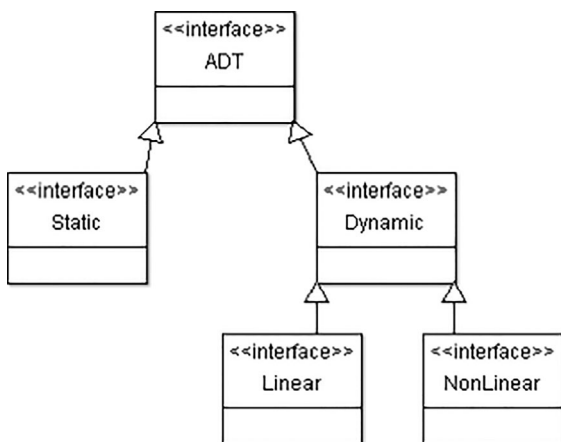 <<interface>>
ADT
<<interface>>
Static
<<interface>>
Dynamic
<<interface>>
Linear
<<interface>>
NonLinear